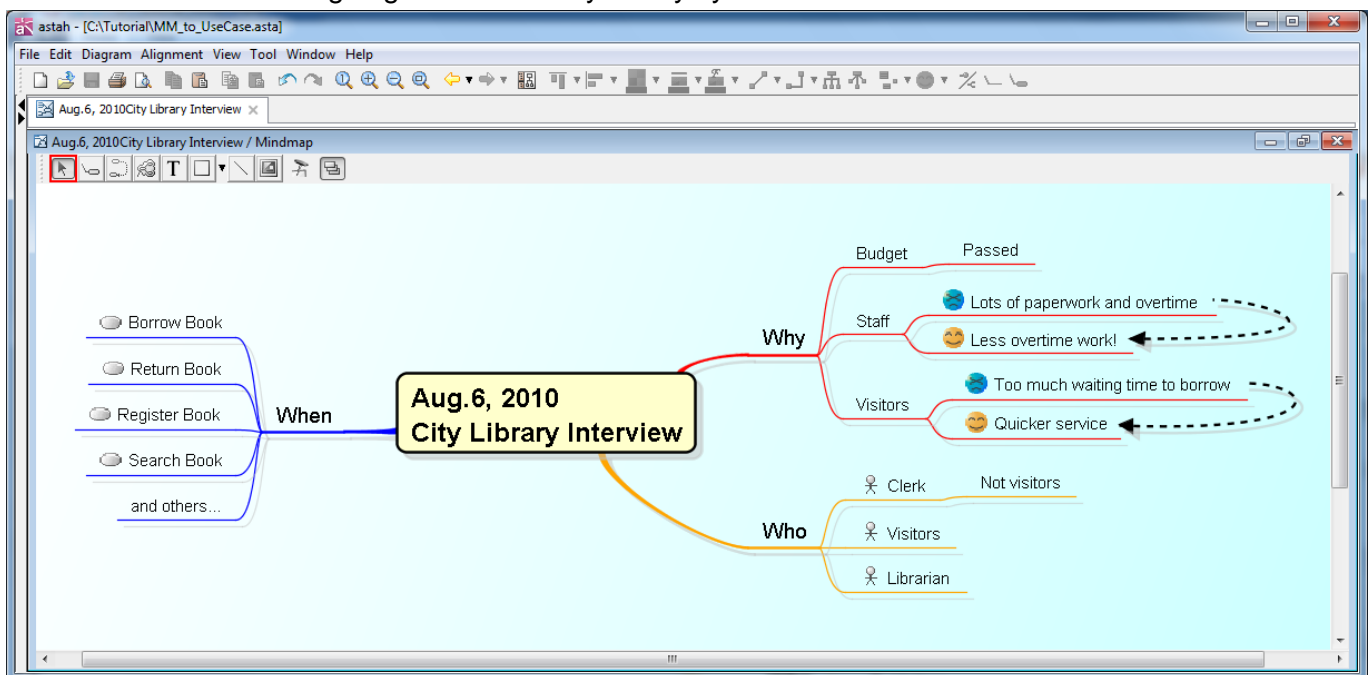 astah - [C:\Tutorial\MM_to_UseCase.asta]
File Edit Diagram Alignment View Tool Window Help
Aug.6, 2010City Library Interview
Aug.6, 2010City Library Interview / Mindmap
T
Budget
Passed
Lots of paperwork and overtime
Staff
Less overtime work!
Why
Too much waiting time to borrow
Visitors
Quicker service
Borrow Book
Return Book
Register Book
Search Book
and others...
When
Aug.6, 2010
City Library Interview
Clerk
Not visitors
Who
Visitors
Librarian